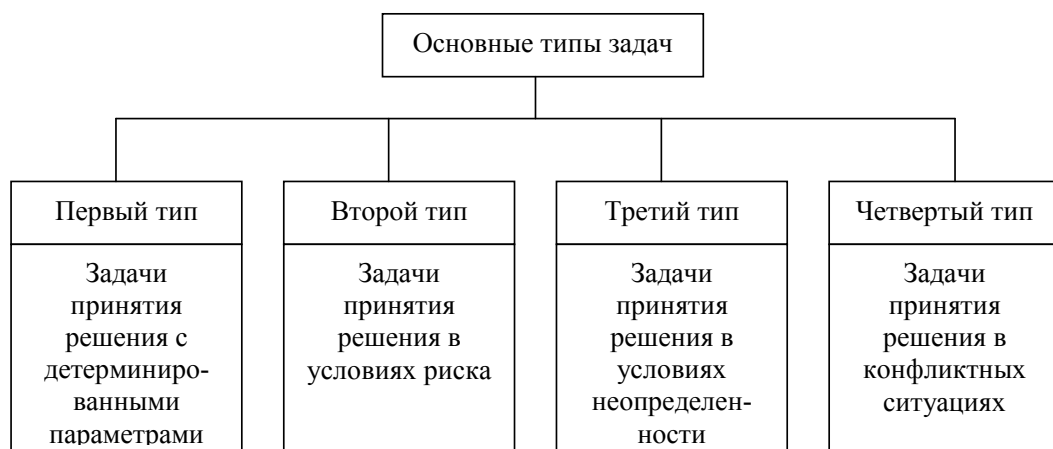 Основные типы задач
Первый тип
Задачи
принятия
решения с
детерминиро-
ванными
параметрами
Второй тип
Задачи
принятия
решения в
условиях риска
Третий тип
Задачи
принятия
решения в
условиях
неопределен-
ности
Четвертый тип
Задачи
принятия
решения в
конфликтных
ситуациях